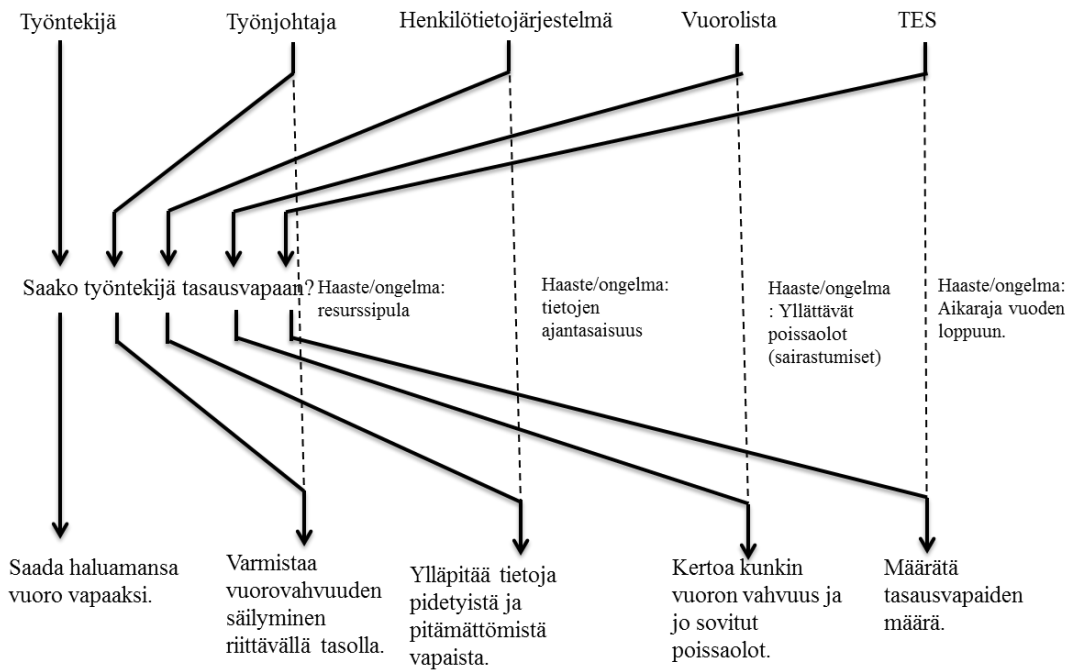 Työntekijä
Työnjohtaja
Henkilötietojärjestelmä
Vuorolista
TES
Saako työntekijä tasausvapaan?
Haaste/ongelma:
resurssipula
Haaste/ongelma:
tietojen
ajantasaisuus
Haaste/ongelma
: Yllättävät
poissaolot
(sairastumiset)
Haaste/ongelma:
Aikaraja vuoden
loppuun.
Saada haluamansa
vuoro vapaaksi.
Varmistaa
vuorovahvuuden
säilyminen
riittävällä tasolla.
Ylläpitää tietoja
pidetyistä ja
pitämättömistä
vapaista.
Kertoa kunkin
vuoron vahvuus ja
jo sovitut
poissaolot.
Määrätä
tasausvapaiden
määrä.